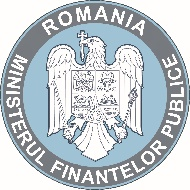 ROMANIA
MINISTERUL FINANTELOR PUBLICE